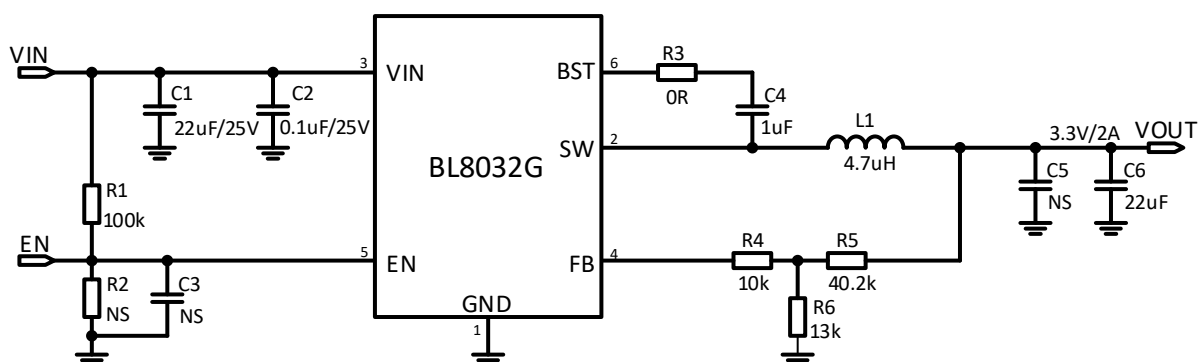 VIN
3
VIN
C1
22uF/25V
C2
0.1uF/25V
BST
6
R3
0R
C4
1uF
SW
2
L1
4.7uH
3.3V/2A
VOUT
C5
NS
C6
22uF
BL8032G
R1
100k
EN
5
EN
R2
NS
C3
NS
FB
4
R4
10k
R5
40.2k
R6
13k
GND
1